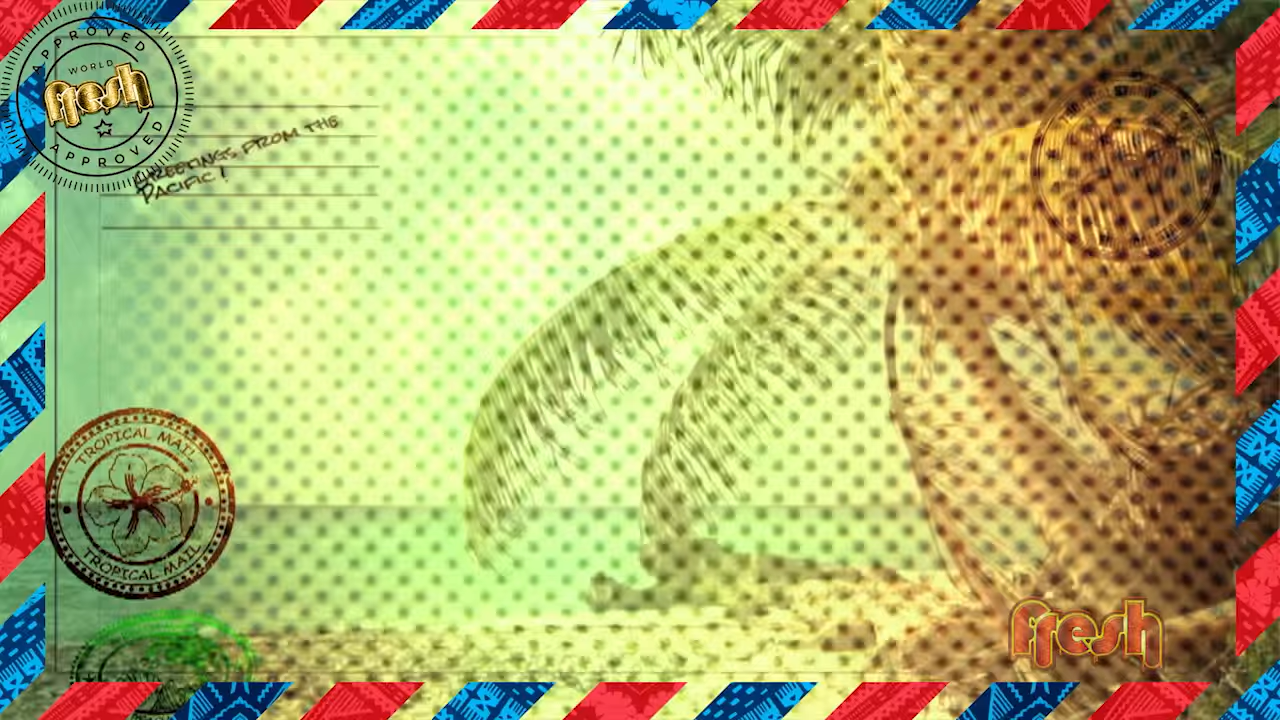 APPROVED
WORLD
fresh
APPROVED
GREETINGS FROM THE
PACIFIC!
TROPICAL MAIL
TROPICAL MAIL
fresh